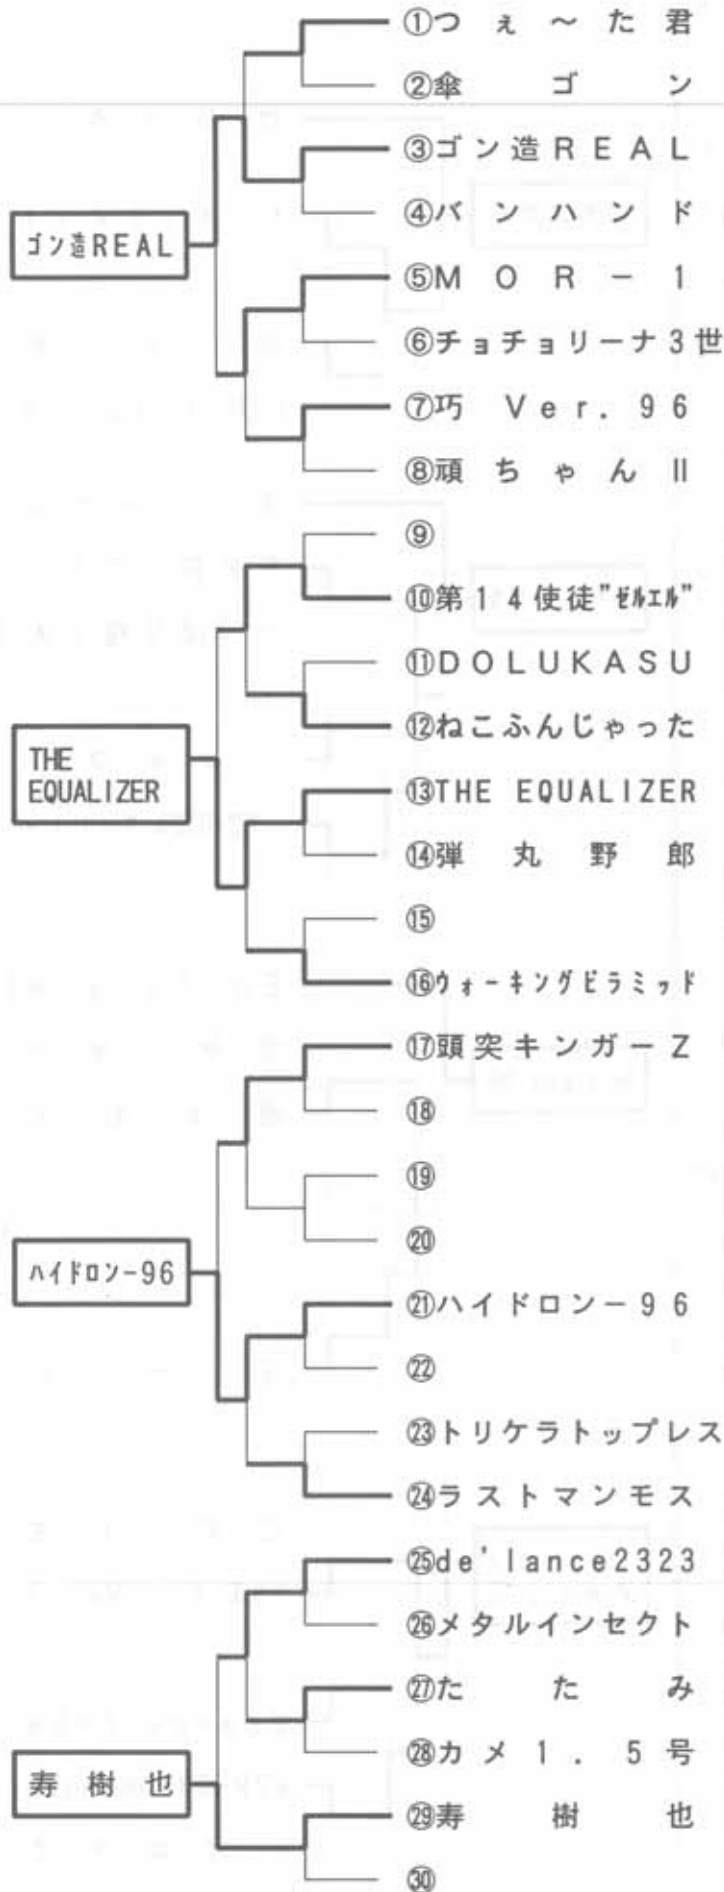 ①つぇ～た君
②傘ゴン
③ゴン造REAL
④バンハンド
ゴン造REAL
⑤MOR-1
⑥チョチョリーナ3世
⑦巧 Ver. 96
⑧頑ちゃんⅡ
⑨
⑩第14使徒"ゼルエル"
⑪DOLUKASU
⑫ねこふんじゃった
THE
EQUALIZER
⑬THE EQUALIZER
⑭弾丸野郎
⑮
⑯ウォーキングピラミッド
⑰頭突キンガーZ
⑱
⑲
⑳
ハイドロン-96
㉑ハイドロン-96
㉒
㉓トリケラトップレス
㉔ラストマンモス
㉕de'lance2323
㉖メタルインセクト
㉗たたみ
㉘カメ1.5号
寿樹也
㉙寿樹也
㉚